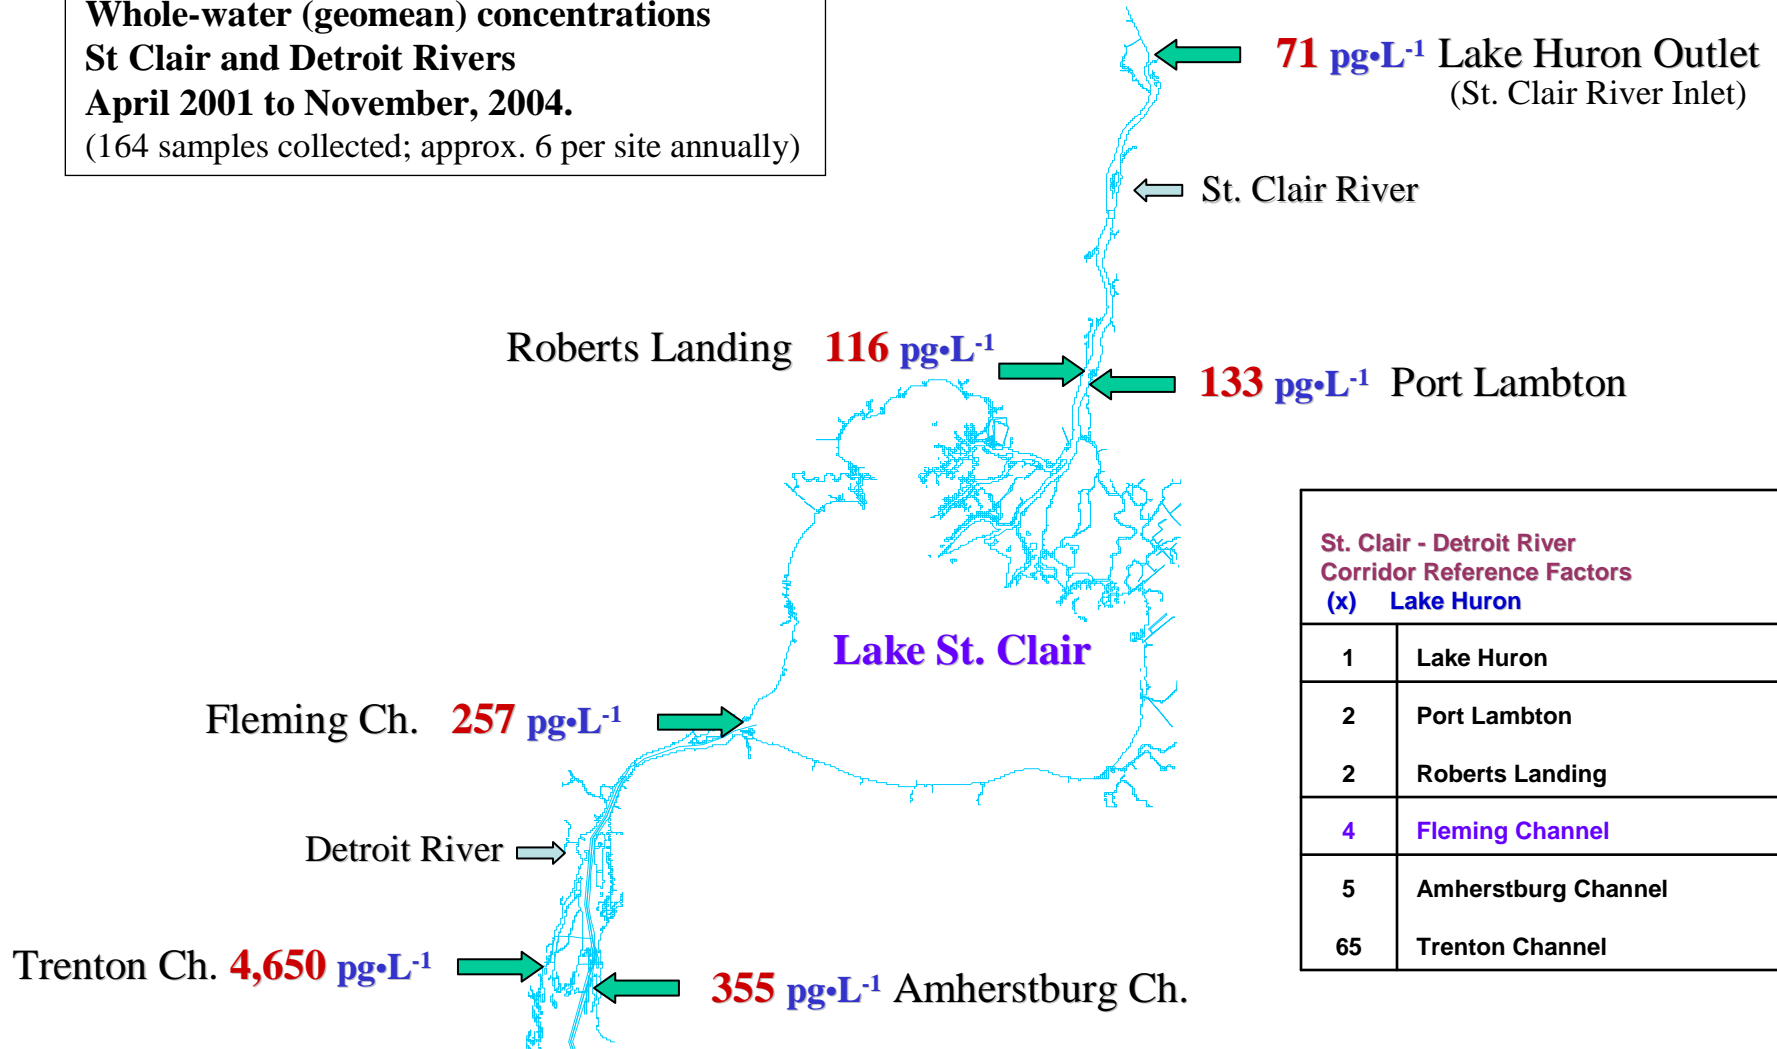 Whole-water (geomean) concentrations
St Clair and Detroit Rivers
April 2001 to November, 2004.
(164 samples collected; approx. 6 per site annually)
71 pg•L-1 Lake Huron Outlet
(St. Clair River Inlet)
St. Clair River
Roberts Landing 116 pg•L-1
133 pg•L-1 Port Lambton
Lake St. Clair
Fleming Ch. 257 pg•L-1
Detroit River
Trenton Ch. 4,650 pg•L-1
355 pg•L-1 Amherstburg Ch.
St. Clair - Detroit River
Corridor Reference Factors
(x) Lake Huron
1 Lake Huron
2 Port Lambton
2 Roberts Landing
4 Fleming Channel
5 Amherstburg Channel
65 Trenton Channel